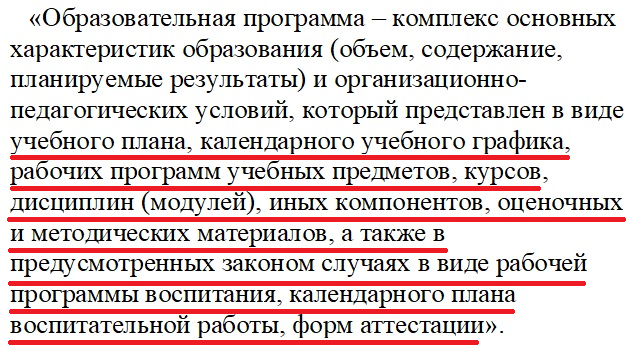 «Образовательная программа – комплекс основных
характеристик образования (объем, содержание,
планируемые результаты) и организационно-
педагогических условий, который представлен в виде
учебного плана, календарного учебного графика,
рабочих программ учебных предметов, курсов,
дисциплин (модулей), иных компонентов, оценочных
и методических материалов, а также в
предусмотренных законом случаях в виде рабочей
программы воспитания, календарного плана
воспитательной работы, форм аттестации».